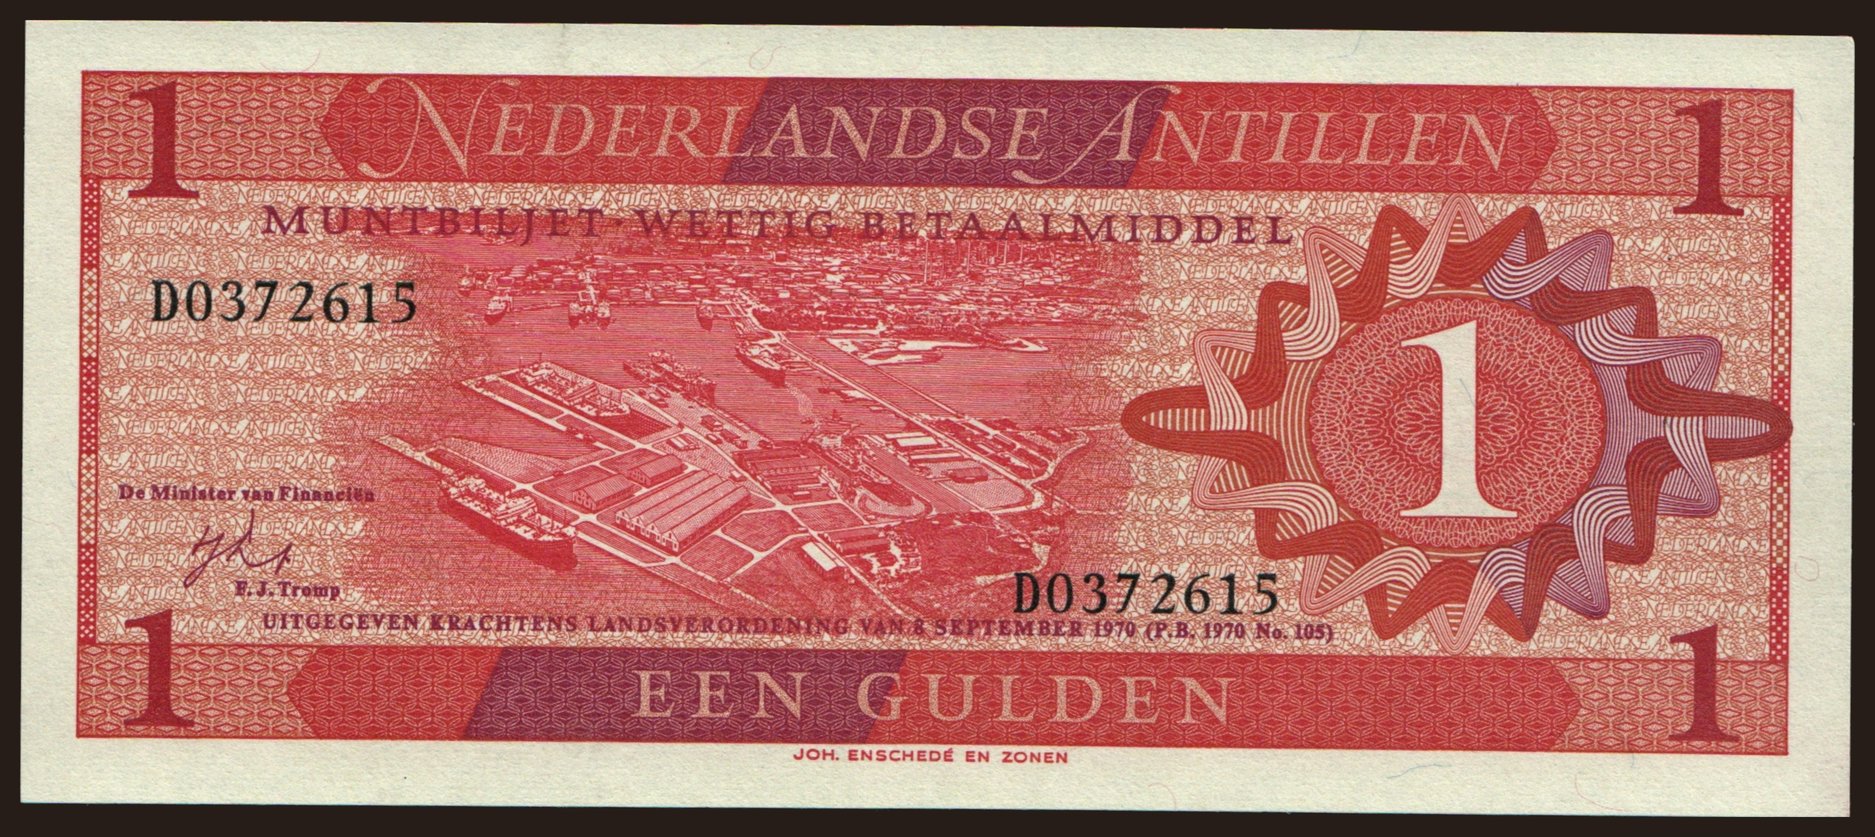 1 NEDERLANDSE ANTILLEN 1
MUNTBILJET·WETTIG BETAALMIDDEL
D0372615
1
De Minister van Financiën
F. J. Tromp
D0372615
UITGEGEVEN KRACHTENS LANDSVERORDENING VAN 8 SEPTEMBER 1970 (P.B. 1970 No. 105)
1 EEN GULDEN 1
JOH. ENSCHEDÉ EN ZONEN